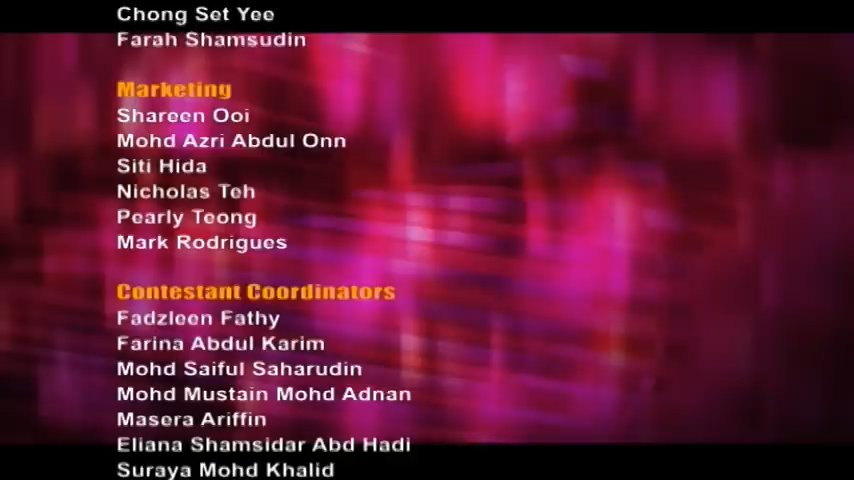 Chong Set Yee
Farah Shamsudin
Marketing
Shareen Ooi
Mohd Azri Abdul Onn
Siti Hida
Nicholas Teh
Pearly Teong
Mark Rodrigues
Contestant Coordinators
Fadzleen Fathy
Farina Abdul Karim
Mohd Saiful Saharudin
Mohd Mustain Mohd Adnan
Masera Ariffin
Eliana Shamsidar Abd Hadi
Suraya Mohd Khalid